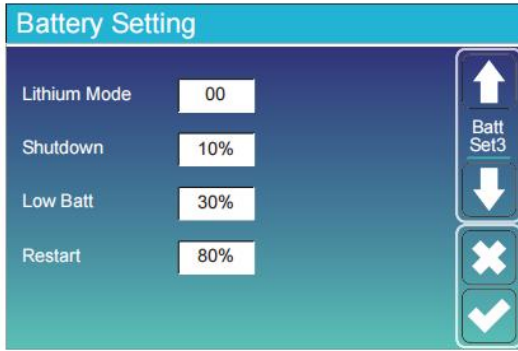 Battery Setting
Lithium Mode 00
Shutdown 10%
Low Batt 30%
Restart 80%
Batt
Set3